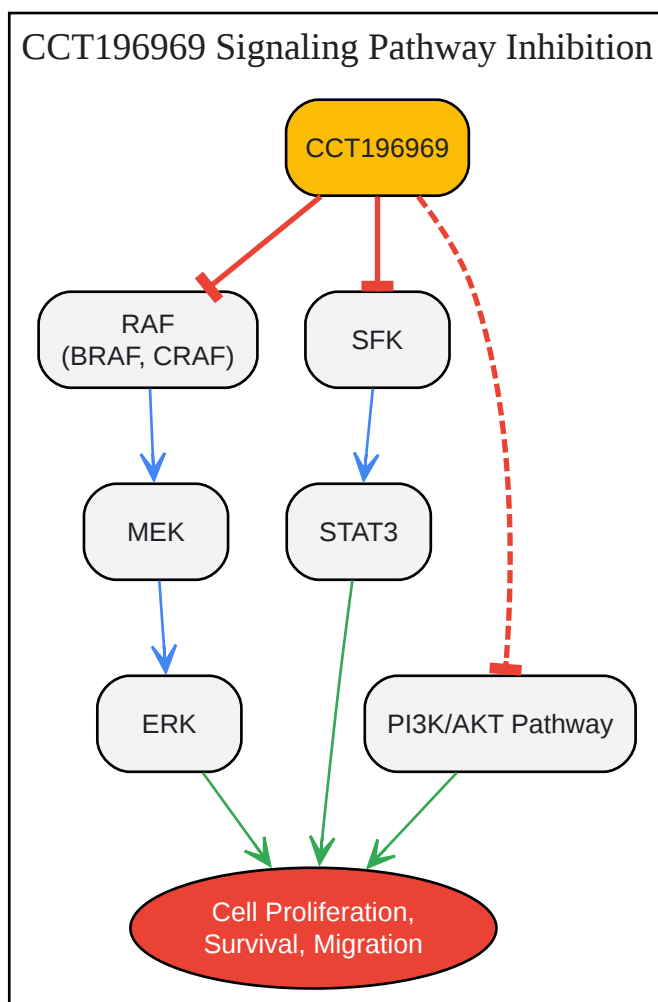 CCT196969 Signaling Pathway Inhibition
CCT196969
RAF
(BRAF, CRAF)
SFK
MEK
STAT3
ERK
PI3K/AKT Pathway
Cell Proliferation,
Survival, Migration